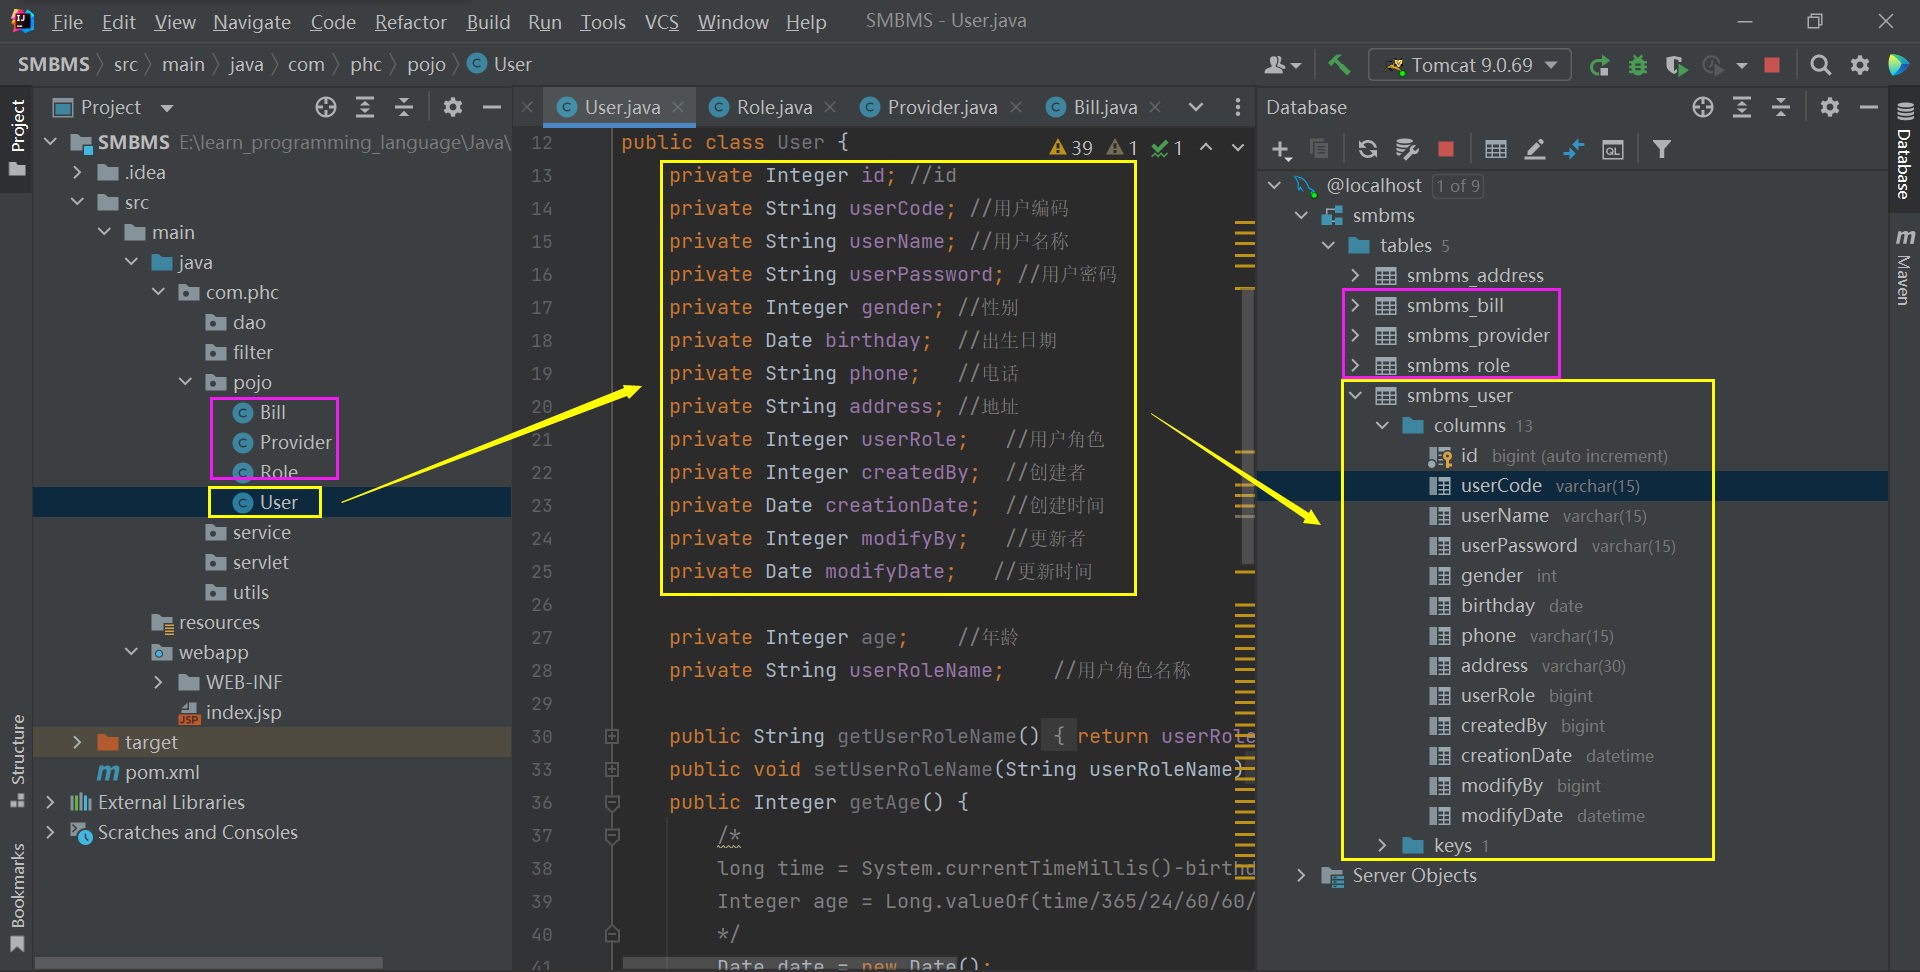 File Edit View Navigate Code Refactor Build Run Tools VCS Window Help SMBMS - User.java
SMBMS src main java com phc pojo User Tomcat 9.0.69
Project
Project
SMBMS E:\learn_programming_language\Java\
.idea
src
main
java
com.phc
dao
filter
pojo
Bill
Provider
Role
User
service
servlet
utils
resources
webapp
WEB-INF
index.jsp
target
pom.xml
External Libraries
Scratches and Consoles
Structure
Bookmarks
User.java Role.java Provider.java Bill.java
39 1 1
12 public class User {
13 private Integer id; //id
14 private String userCode; //用户编码
15 private String userName; //用户名称
16 private String userPassword; //用户密码
17 private Integer gender; //性别
18 private Date birthday; //出生日期
19 private String phone; //电话
20 private String address; //地址
21 private Integer userRole; //用户角色
22 private Integer createdBy; //创建者
23 private Date creationDate; //创建时间
24 private Integer modifyBy; //更新者
25 private Date modifyDate; //更新时间
26
27 private Integer age; //年龄
28 private String userRoleName; //用户角色名称
29
30 public String getUserRoleName() { return userRole
33 public void setUserRoleName(String userRoleName)
36 public Integer getAge() {
37 /*
38 long time = System.currentTimeMillis()-birthd
39 Integer age = Long.valueOf(time/365/24/60/60/
40 */
41 Date date = new Date();
Database
@localhost 1 of 9
smbms
tables 5
smbms_address
smbms_bill
smbms_provider
smbms_role
smbms_user
columns 13
id bigint (auto increment)
userCode varchar(15)
userName varchar(15)
userPassword varchar(15)
gender int
birthday date
phone varchar(15)
address varchar(30)
userRole bigint
createdBy bigint
creationDate datetime
modifyBy bigint
modifyDate datetime
keys 1
Server Objects
Database
Maven